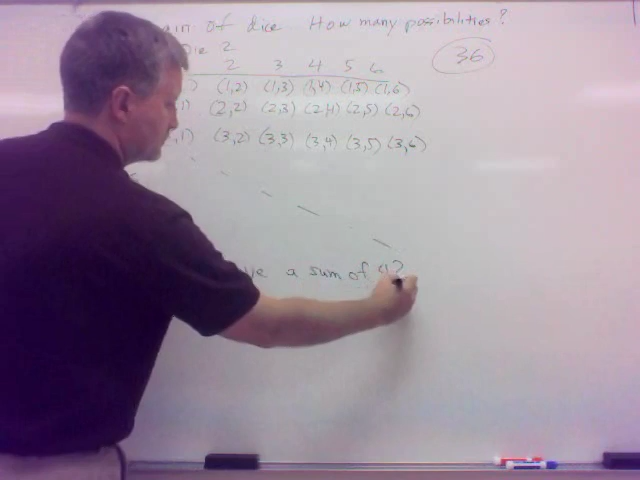 of dice How many possibilities?
Die 2
36
2 3 4 5 6
(1,2) (1,3) (1,4) (1,5) (1,6)
(2,2) (2,3) (2,4) (2,5) (2,6)
,1) (3,2) (3,3) (3,4) (3,5) (3,6)
a sum of 4?